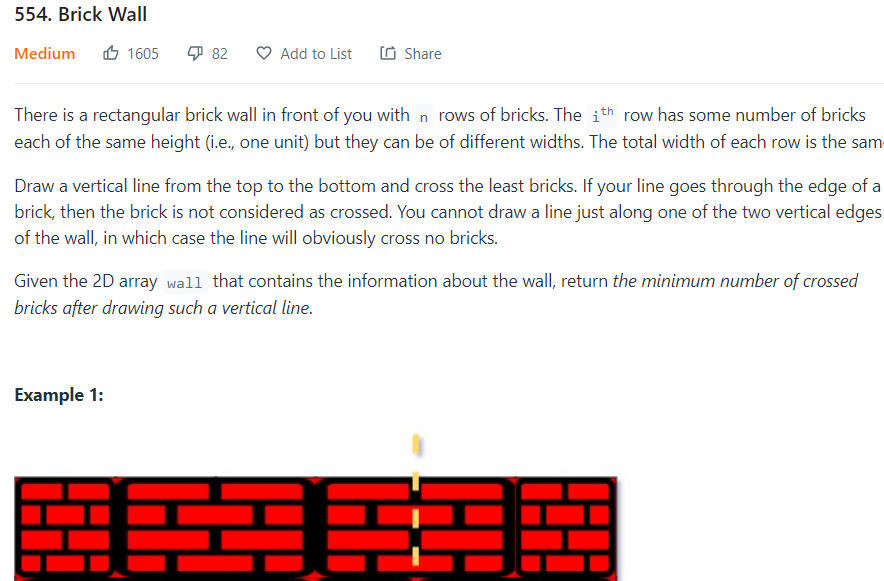 554. Brick Wall
Medium 1605 82 Add to List Share
There is a rectangular brick wall in front of you with n rows of bricks. The ith row has some number of bricks
each of the same height (i.e., one unit) but they can be of different widths. The total width of each row is the sam
Draw a vertical line from the top to the bottom and cross the least bricks. If your line goes through the edge of a
brick, then the brick is not considered as crossed. You cannot draw a line just along one of the two vertical edges
of the wall, in which case the line will obviously cross no bricks.
Given the 2D array wall that contains the information about the wall, return the minimum number of crossed
bricks after drawing such a vertical line.
Example 1: